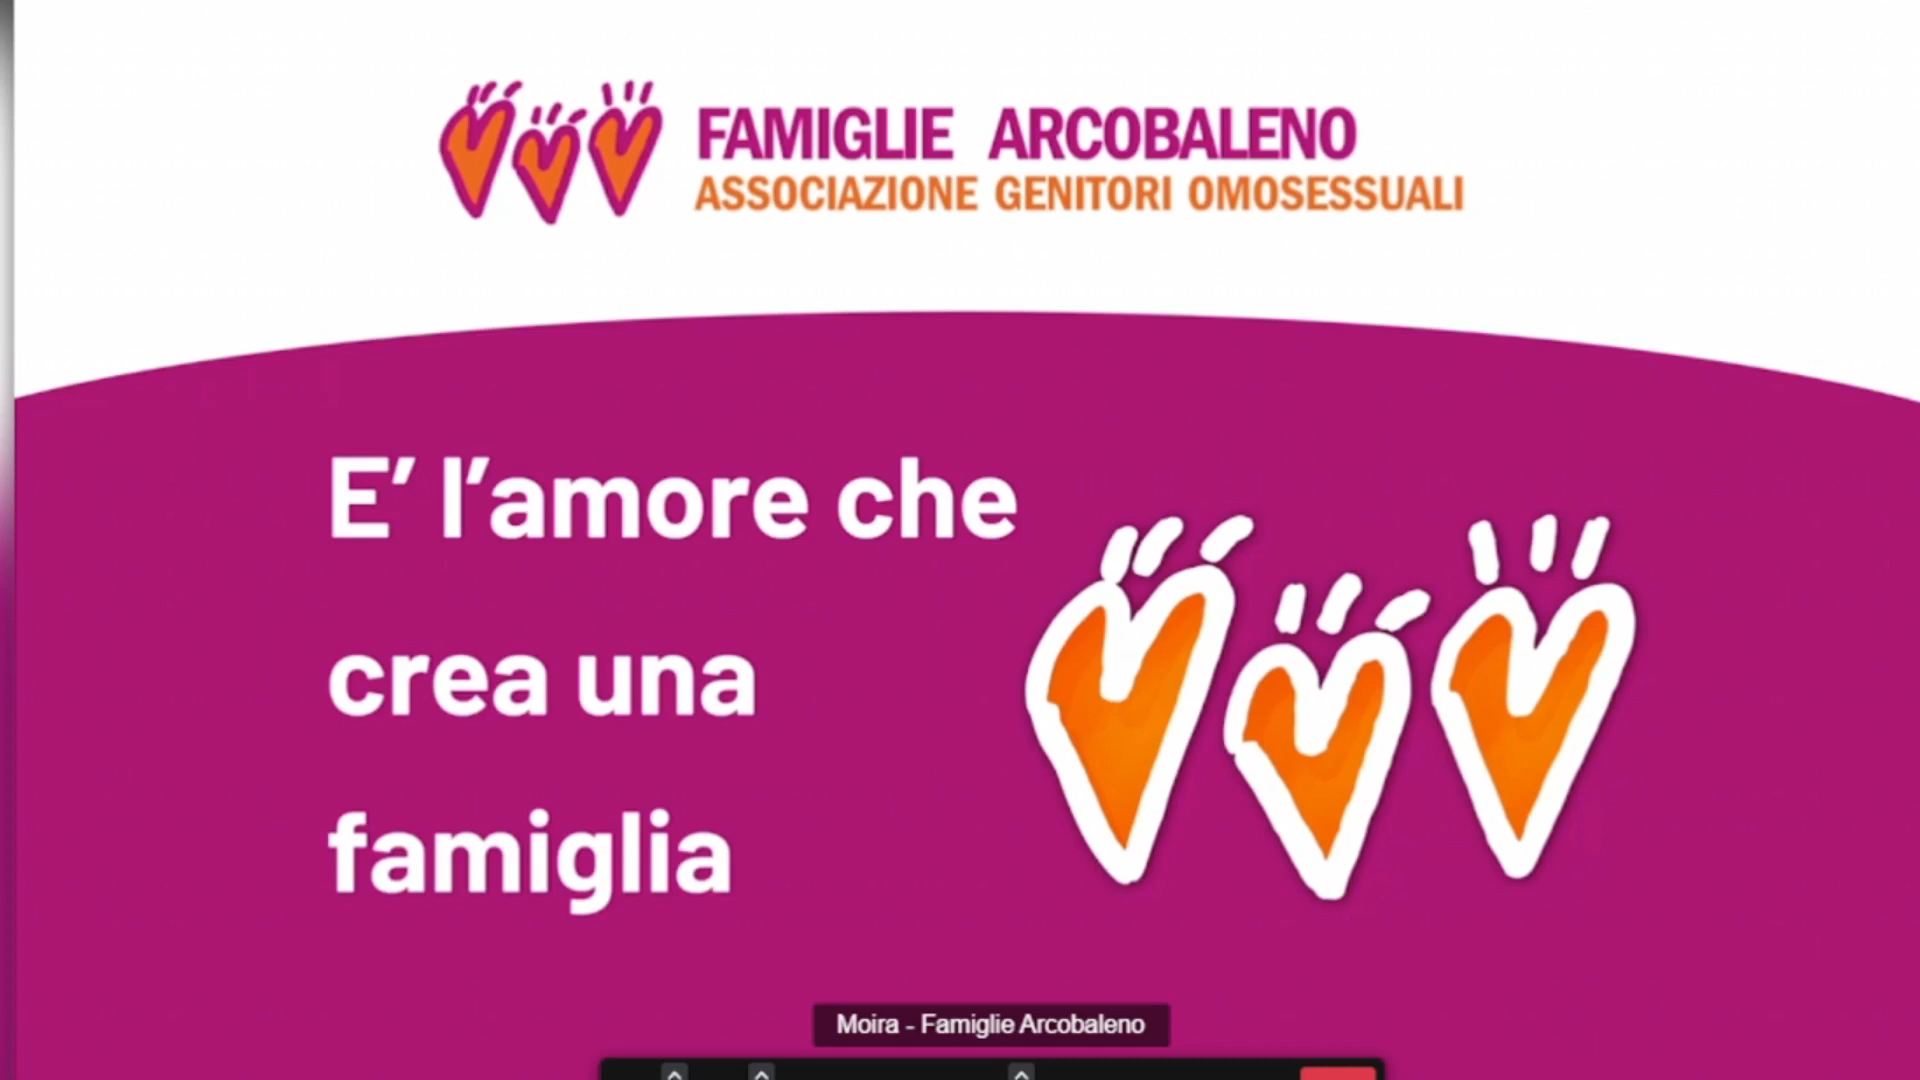 FAMIGLIE ARCOBALENO
ASSOCIAZIONE GENITORI OMOSESSUALI
E' l'amore che
crea una
famiglia
Moira - Famiglie Arcobaleno